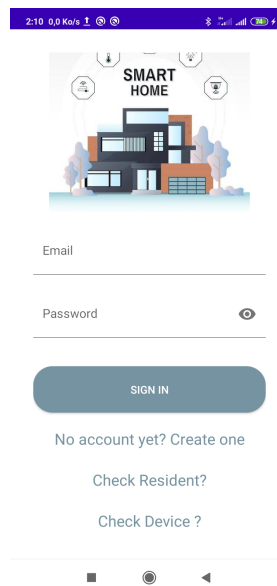 2:10 0,0 Ko/s
74
SMART
HOME
Email
Password
SIGN IN
No account yet? Create one
Check Resident?
Check Device ?